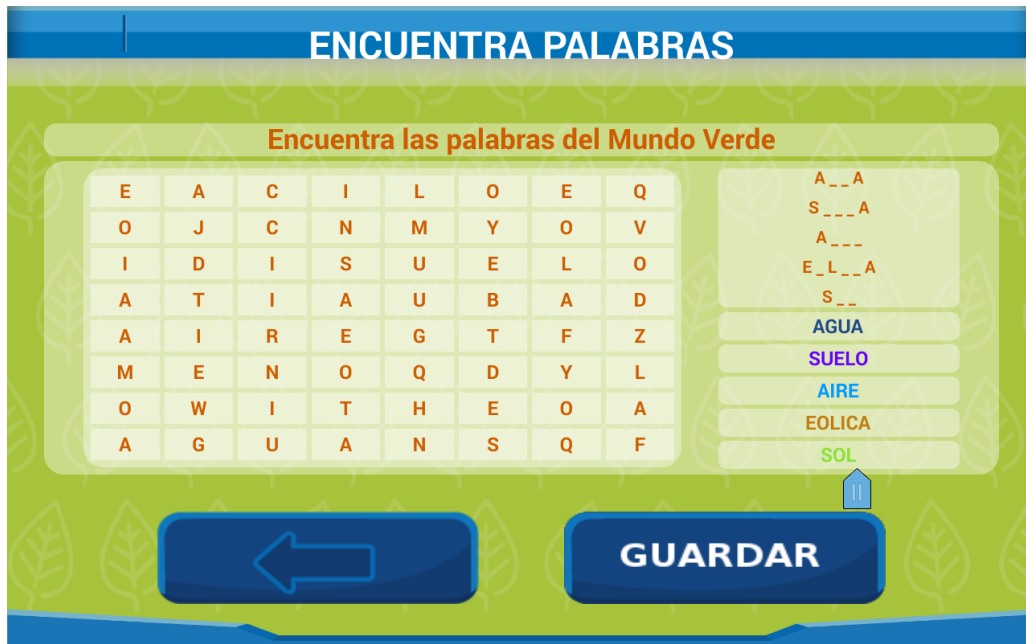 ENCUENTRA PALABRAS
Encuentra las palabras del Mundo Verde
E A C I L O E Q
O J C N M Y O V
I D I S U E L O
A T I A U B A D
A I R E G T F Z
M E N O Q D Y L
O W I T H E O A
A G U A N S Q F
A _ _ A
S _ _ _ A
A _ _ _
E _ L _ _ A
S _ _
AGUA
SUELO
AIRE
EOLICA
SOL
GUARDAR